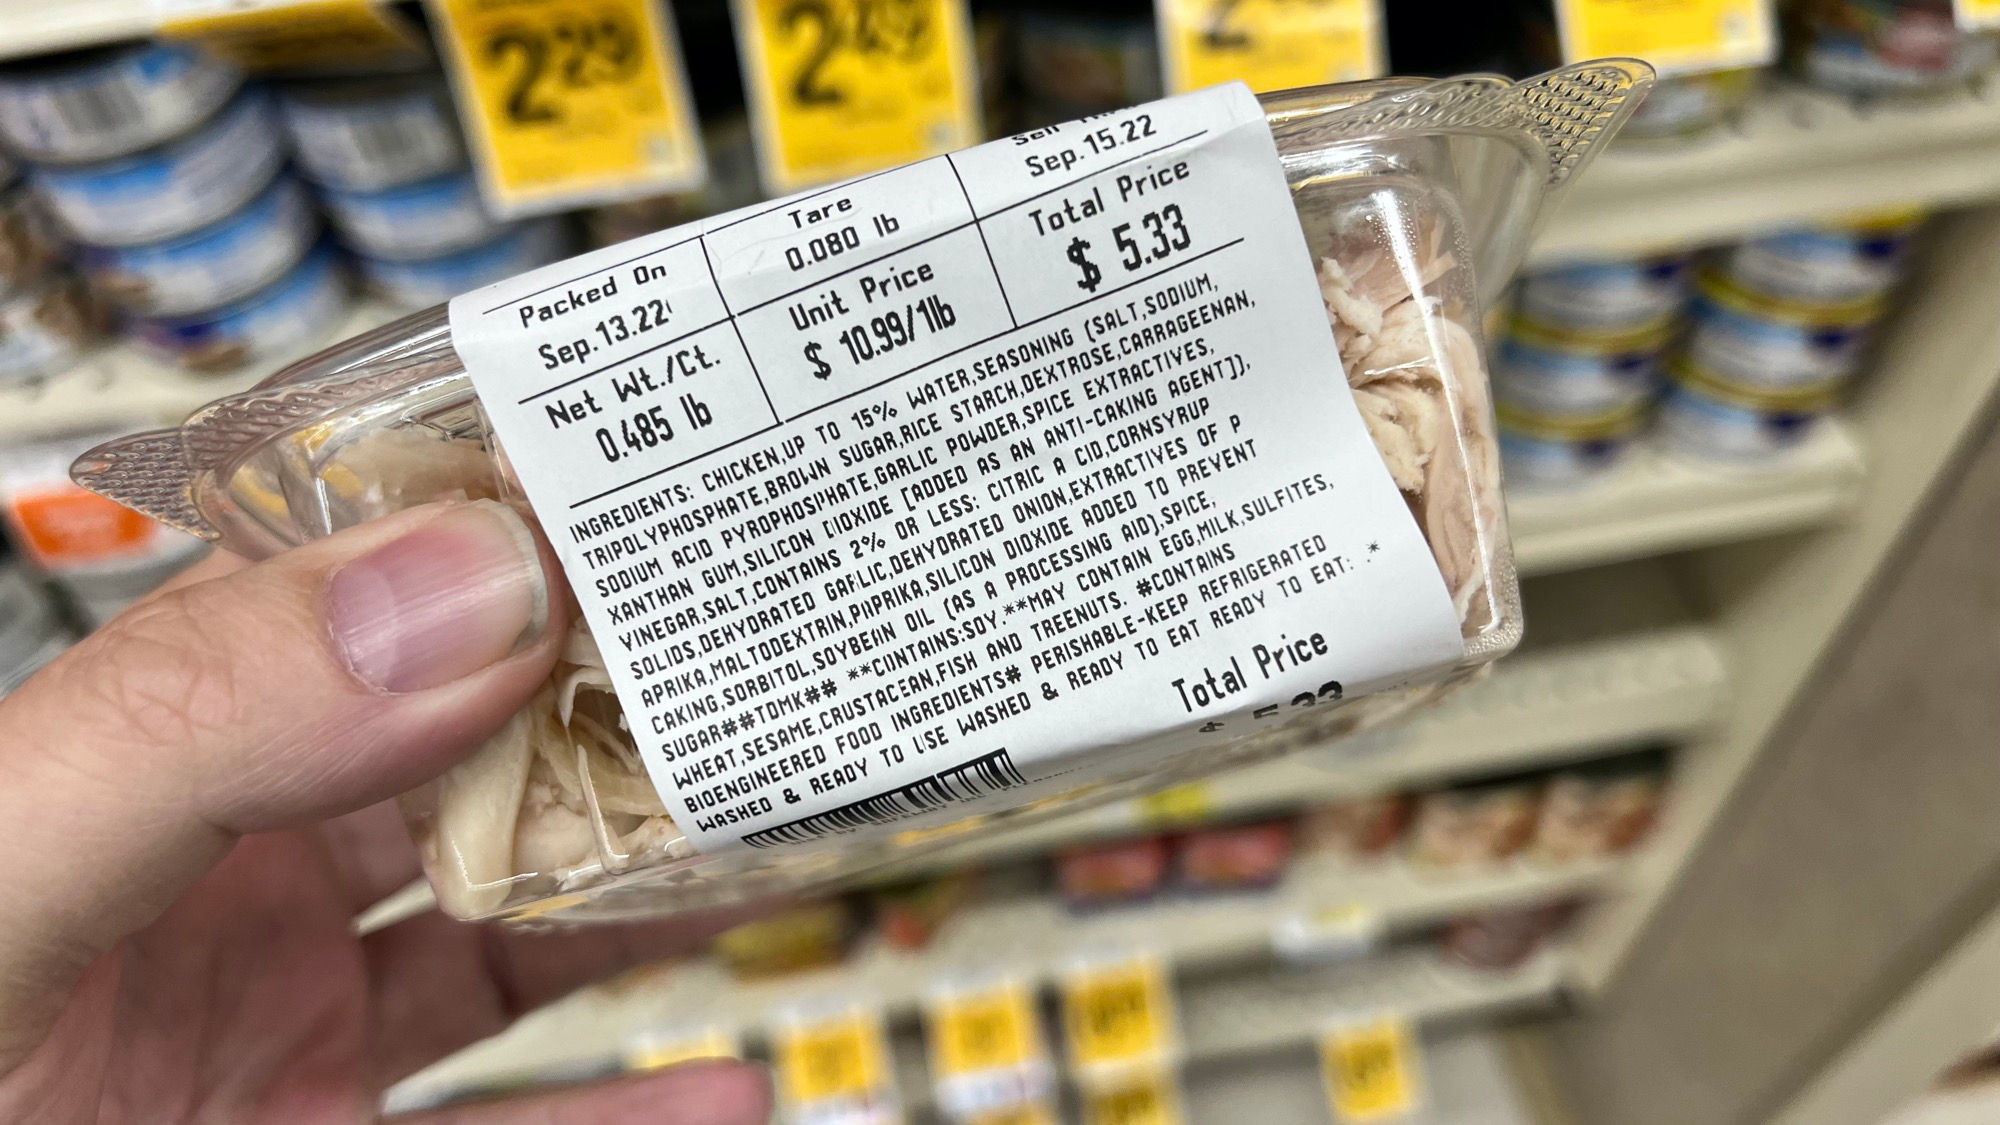 2 29
2 49
Sell
Sep.15.22
Tare
0.080 lb
Total Price
$ 5.33
Packed On
Sep.13.22
Unit Price
$ 10.99/1lb
Net Wt./Ct.
0.485 lb
INGREDIENTS: CHICKEN,UP TO 15% WATER,SEASONING [SALT,SODIUM,
TRIPOLYPHOSPHATE,BROWN SUGAR,RICE STARCH,DEXTROSE,CARRAGEENAN,
SODIUM ACID PYROPHOSPHATE,GARLIC POWDER,SPICE EXTRACTIVES,
XANTHAN GUM,SILICON DIOXIDE [ADDED AS AN ANTI-CAKING AGENT]),
VINEGAR,SALT,CONTAINS 2% OR LESS: CITRIC A CID,CORNSYRUP
SOLIDS,DEHYDRATED GARLIC,DEHYDRATED ONION,EXTRACTIVES OF P
APRIKA,MALTODEXTRIN,PAPRIKA,SILICON DIOXIDE ADDED TO PREVENT
CAKING,SORBITOL,SOYBEAN OIL (AS A PROCESSING AID),SPICE,
SUGAR##TDMK## **CONTAINS:SOY.**MAY CONTAIN EGG,MILK,SULFITES,
WHEAT,SESAME,CRUSTACEAN,FISH AND TREENUTS. #CONTAINS
BIOENGINEERED FOOD INGREDIENTS# PERISHABLE-KEEP REFRIGERATED
WASHED & READY TO USE WASHED & READY TO EAT READY TO EAT: .*
Total Price
$ 5.33